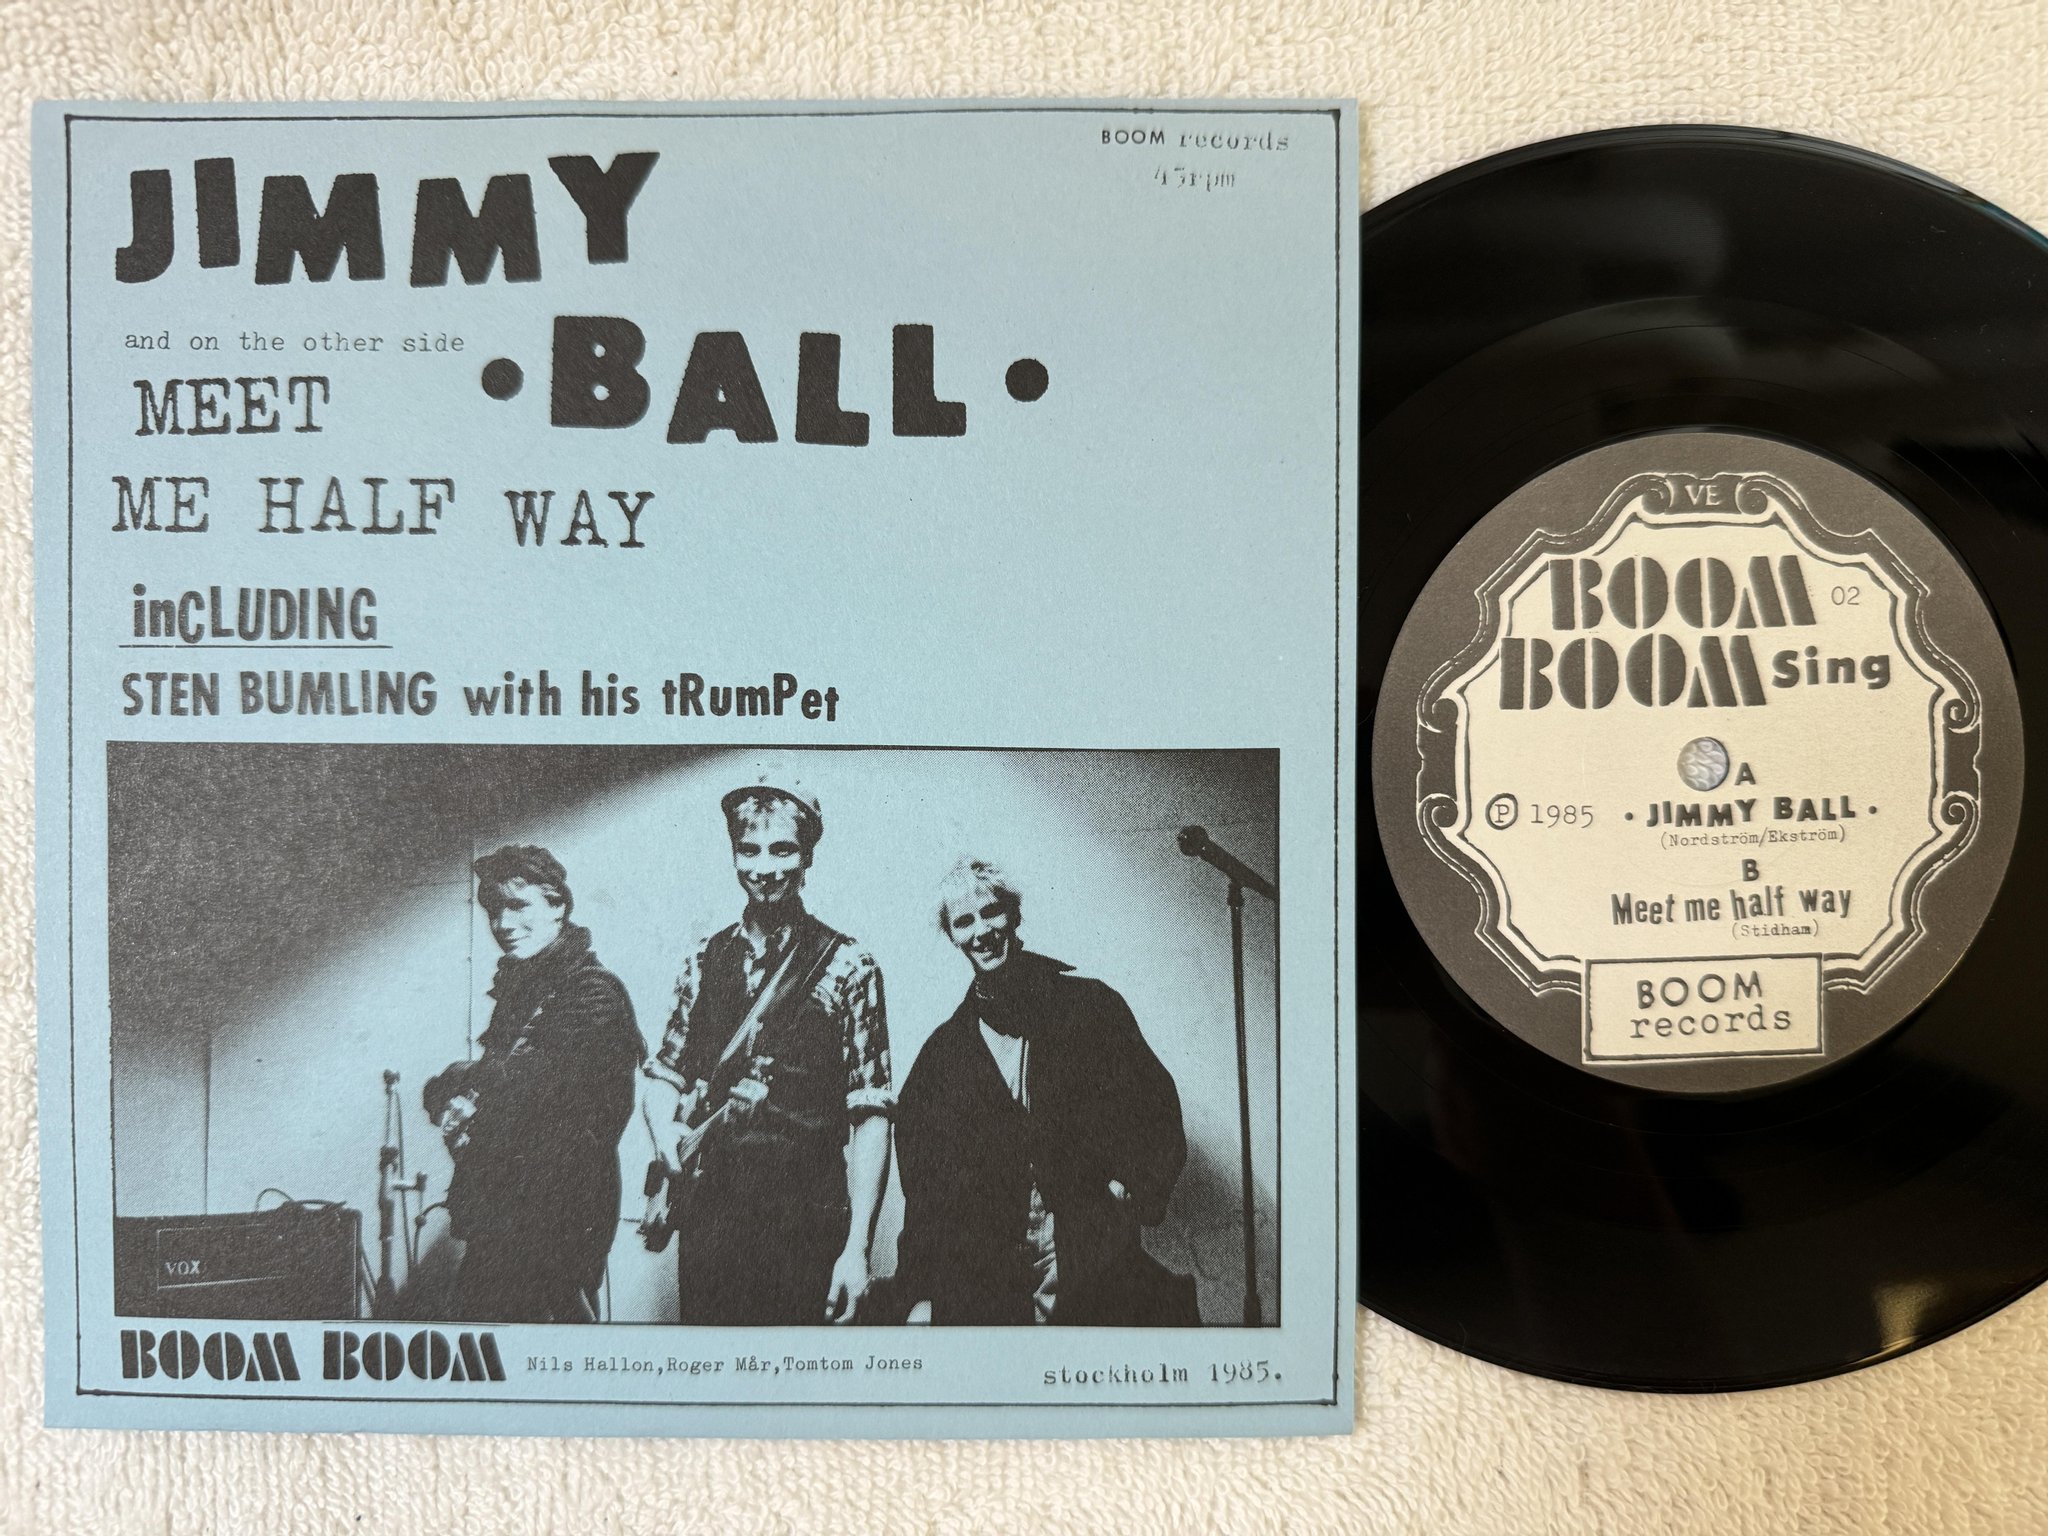 BOOM records
45rpm
JIMMY
• BALL •
and on the other side
MEET
ME HALF WAY
inCLUDING
STEN BUMLING with his tRumPet
VOX
BOOM BOOM Nils Hallon,Roger Mår,Tomtom Jones stockholm 1985.
VE
BOOM 02
BOOM Sing
A
Ⓟ 1985 • JIMMY BALL •
(Nordström/Ekström)
B
Meet me half way
(Stidham)
BOOM
records